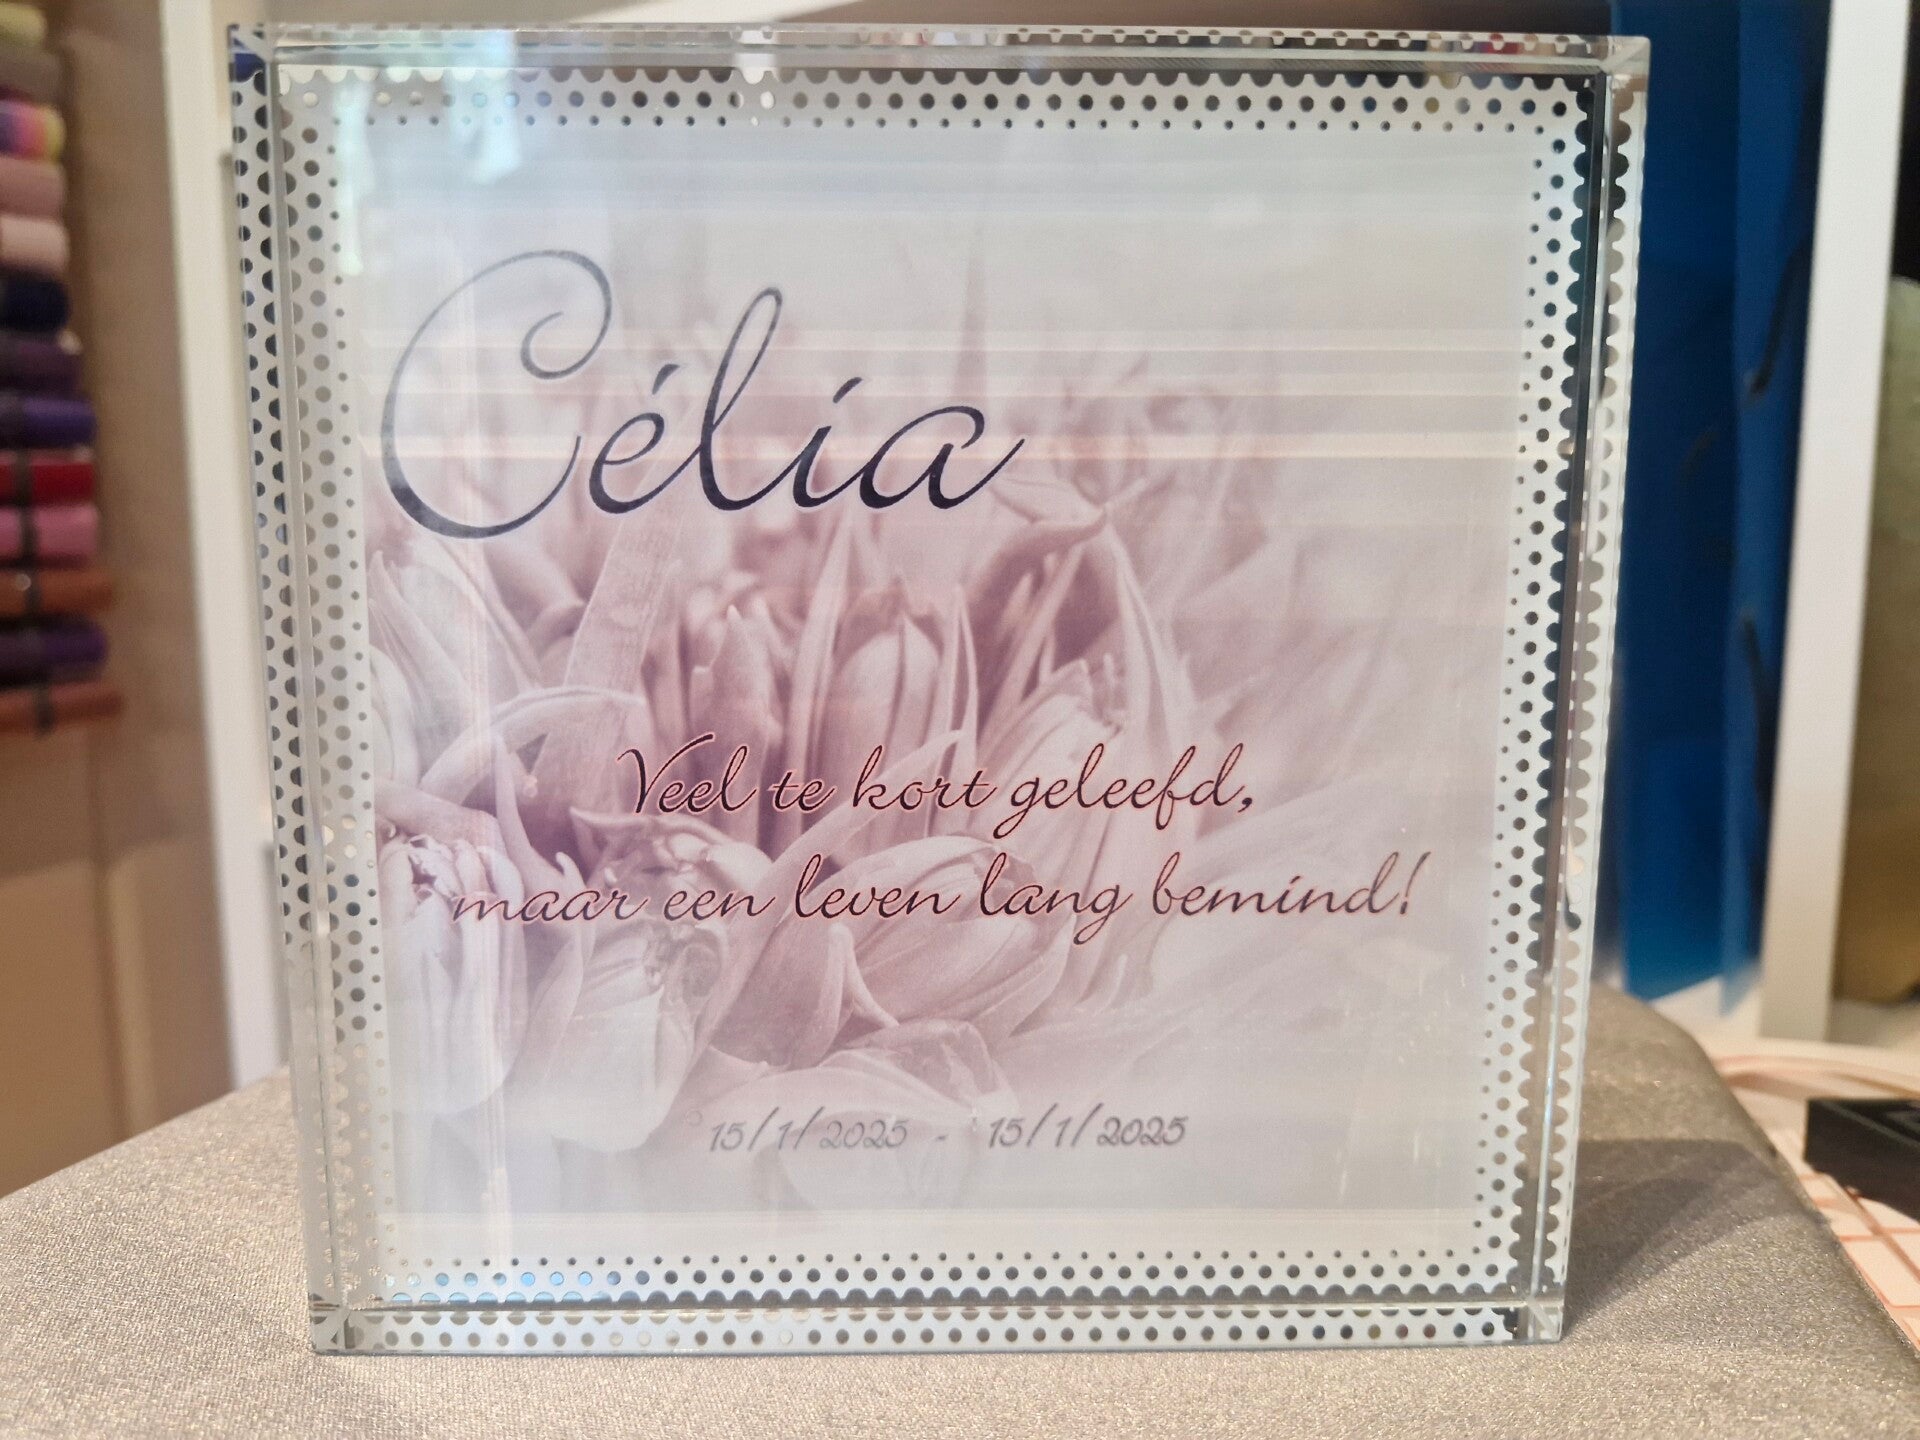 Célia
Veel te kort geleefd,
maar een leven lang bemind!
15/1/2025 - 15/1/2025